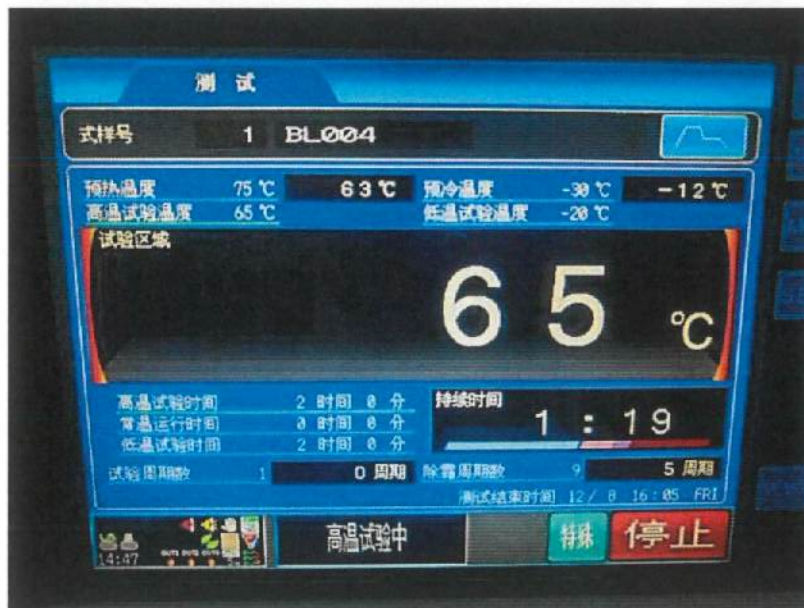 测 试
式样号 1 BL004
预热温度 75 ℃ 63℃ 预冷温度 -30 ℃ -12℃
高温试验温度 65 ℃ 低温试验温度 -20 ℃
试验区域
65 ℃
高温试验时间 2 时间 0 分 持续时间
常温运行时间 0 时间 0 分 1 : 19
低温试验时间 2 时间 0 分
试验周期数 1 0 周期 除霜周期数 9 5 周期
测试结束时间 12/ 8 16:05 FRI
OUT1 OUT2 OUT3
14:47 高温试验中 特殊 停止